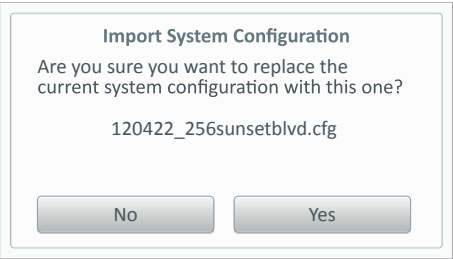 Import System Configuration
Are you sure you want to replace the
current system configuration with this one?
120422_256sunsetblvd.cfg
No
Yes